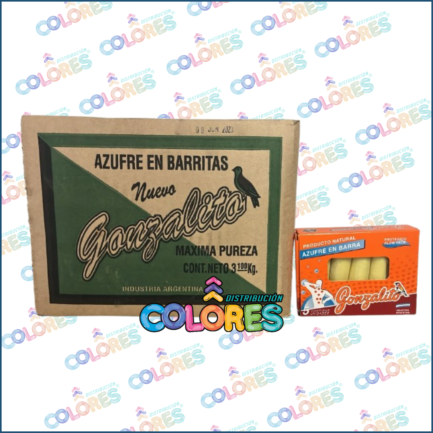 AZUFRE EN BARRITAS
Nuevo
Gonzalito
MAXIMA PUREZA
CONT.NETO 3 100 Kg.
INDUSTRIA ARGENTINA
PRODUCTO NATURAL
AZUFRE EN BARRA
Gonzalito
DISTRIBUCIÓN
COLORES